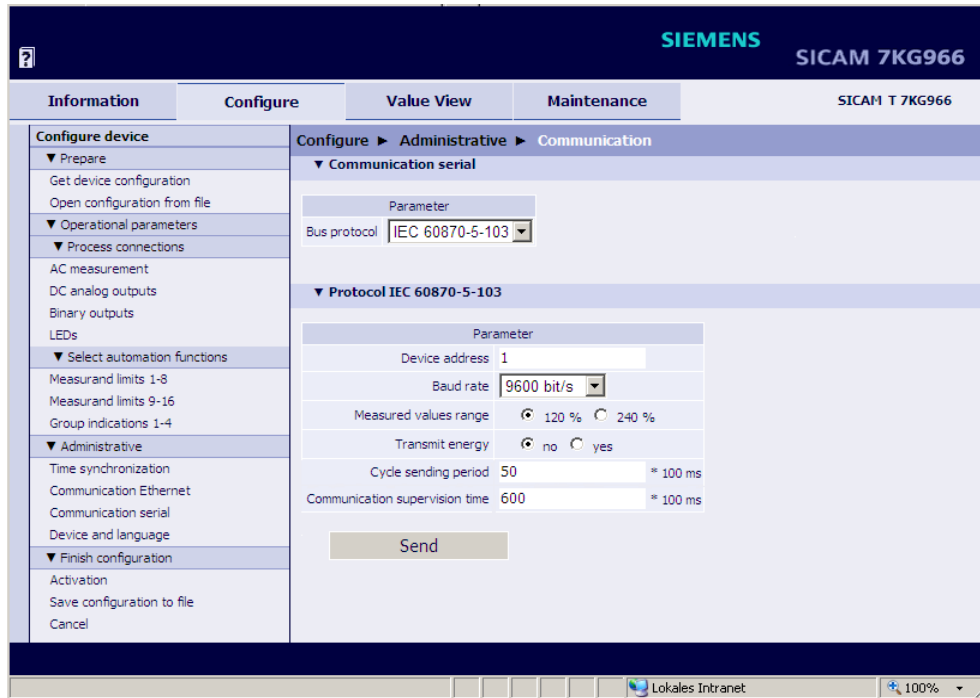 ?
SIEMENS
SICAM 7KG966
Information
Configure
Value View
Maintenance
SICAM T 7KG966
Configure device
▼ Prepare
Get device configuration
Open configuration from file
▼ Operational parameters
▼ Process connections
AC measurement
DC analog outputs
Binary outputs
LEDs
▼ Select automation functions
Measurand limits 1-8
Measurand limits 9-16
Group indications 1-4
▼ Administrative
Time synchronization
Communication Ethernet
Communication serial
Device and language
▼ Finish configuration
Activation
Save configuration to file
Cancel
Configure ► Administrative ► Communication
▼ Communication serial
Parameter
Bus protocol IEC 60870-5-103
▼ Protocol IEC 60870-5-103
Parameter
Device address 1
Baud rate 9600 bit/s
Measured values range 120 % 240 %
Transmit energy no yes
Cycle sending period 50 * 100 ms
Communication supervision time 600 * 100 ms
Send
Lokales Intranet
100%